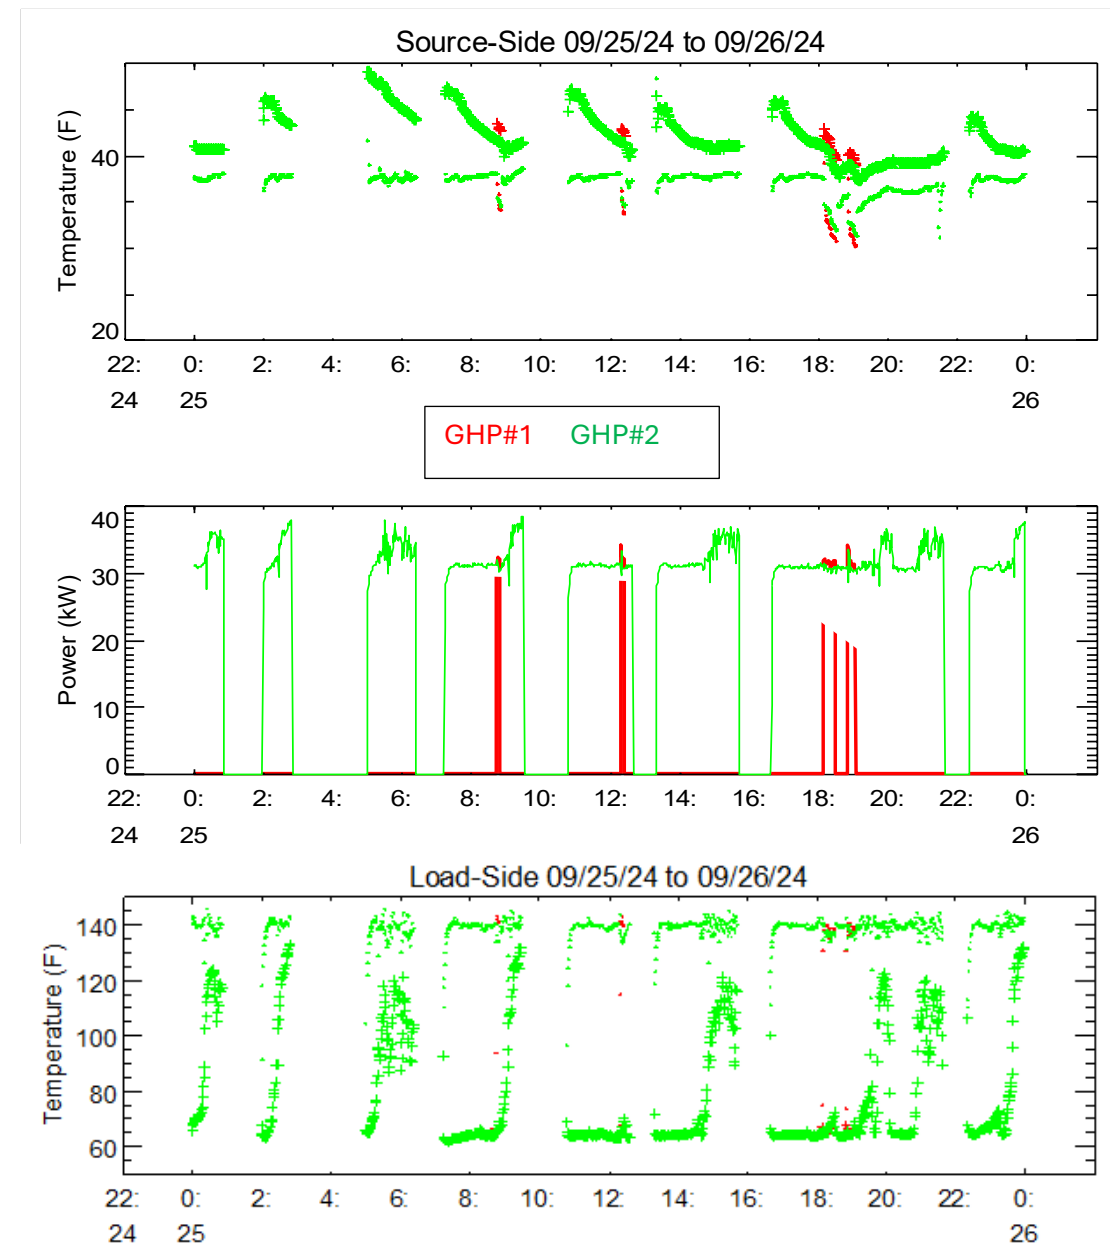 Source-Side 09/25/24 to 09/26/24
Temperature (F)
40
20
22: 0: 2: 4: 6: 8: 10: 12: 14: 16: 18: 20: 22: 0:
24 25 26
GHP#1 GHP#2
Power (kW)
40
30
20
10
0
22: 0: 2: 4: 6: 8: 10: 12: 14: 16: 18: 20: 22: 0:
24 25 26
Load-Side 09/25/24 to 09/26/24
Temperature (F)
140
120
100
80
60
22: 0: 2: 4: 6: 8: 10: 12: 14: 16: 18: 20: 22: 0:
24 25 26